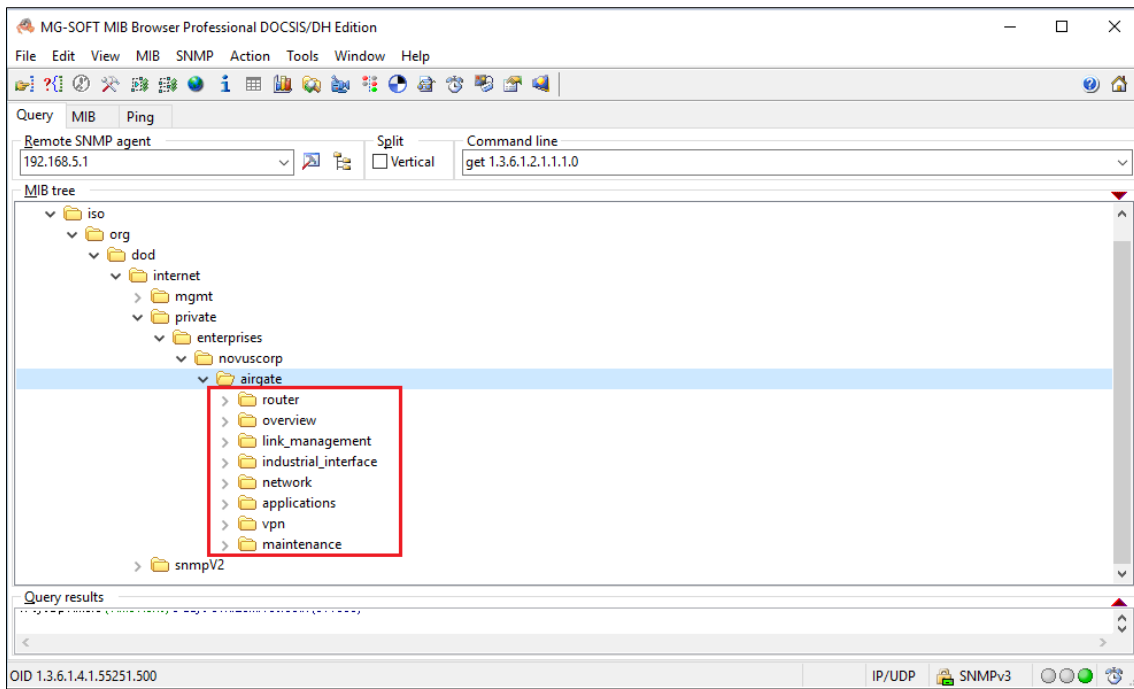 MG-SOFT MIB Browser Professional DOCSIS/DH Edition
File Edit View MIB SNMP Action Tools Window Help
Query MIB Ping
Remote SNMP agent Split Command line
192.168.5.1 Vertical get 1.3.6.1.2.1.1.1.0
MIB tree
iso
org
dod
internet
mgmt
private
enterprises
novuscorp
airgate
router
overview
link_management
industrial_interface
network
applications
vpn
maintenance
snmpV2
Query results
OID 1.3.6.1.4.1.55251.500 IP/UDP SNMPv3